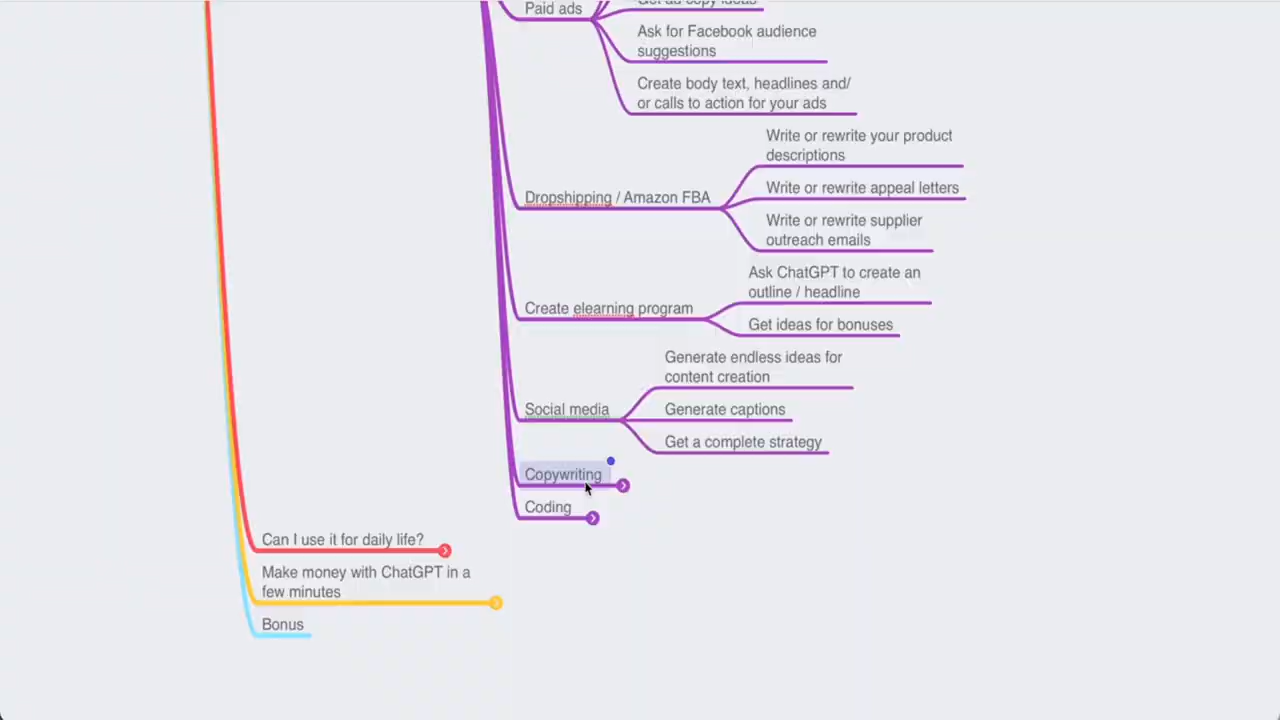 Get ad copy ideas
Paid ads
Ask for Facebook audience
suggestions
Create body text, headlines and/
or calls to action for your ads
Write or rewrite your product
descriptions
Dropshipping / Amazon FBA
Write or rewrite appeal letters
Write or rewrite supplier
outreach emails
Ask ChatGPT to create an
outline / headline
Create elearning program
Get ideas for bonuses
Generate endless ideas for
content creation
Social media
Generate captions
Get a complete strategy
Copywriting
Coding
Can I use it for daily life?
Make money with ChatGPT in a
few minutes
Bonus